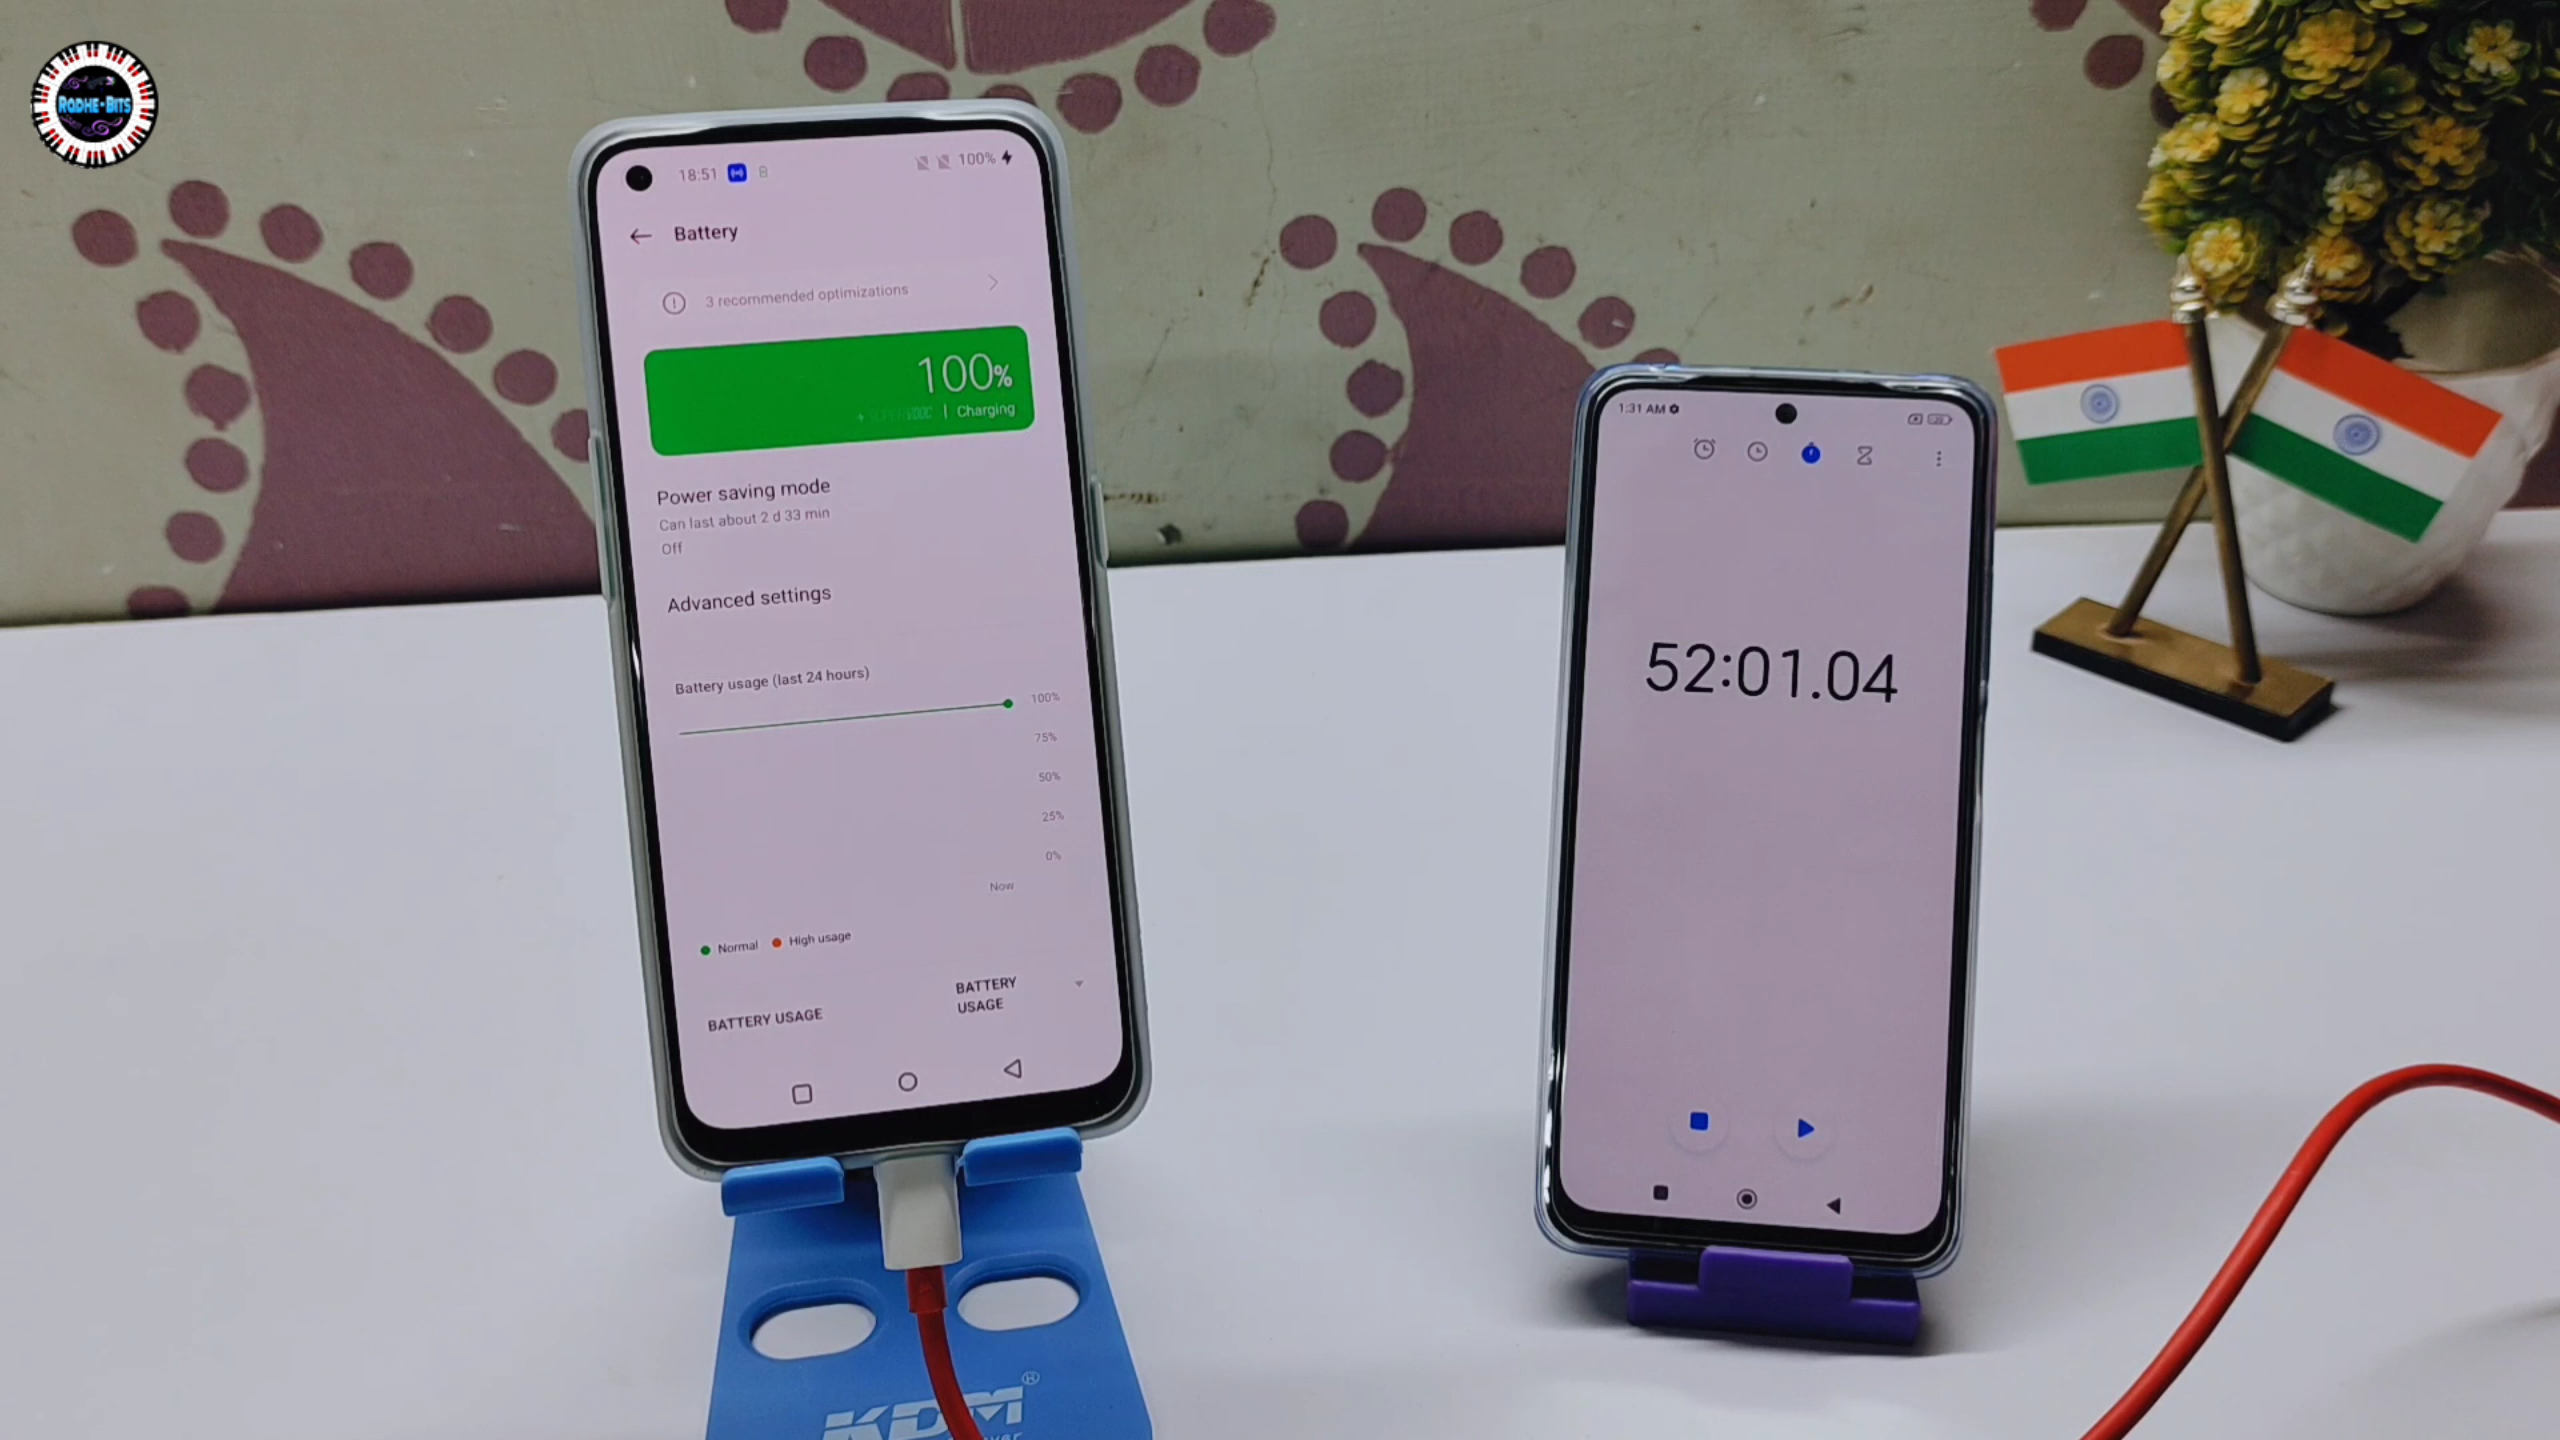 RADHE-BITS
18:51
100%
Battery
3 recommended optimizations
100%
SUPERVOOC | Charging
Power saving mode
Can last about 2 d 33 min
Off
Advanced settings
Battery usage (last 24 hours)
100%
75%
50%
25%
0%
Now
Normal
High usage
BATTERY USAGE
BATTERY
USAGE
KDM®
1:31 AM
52:01.04